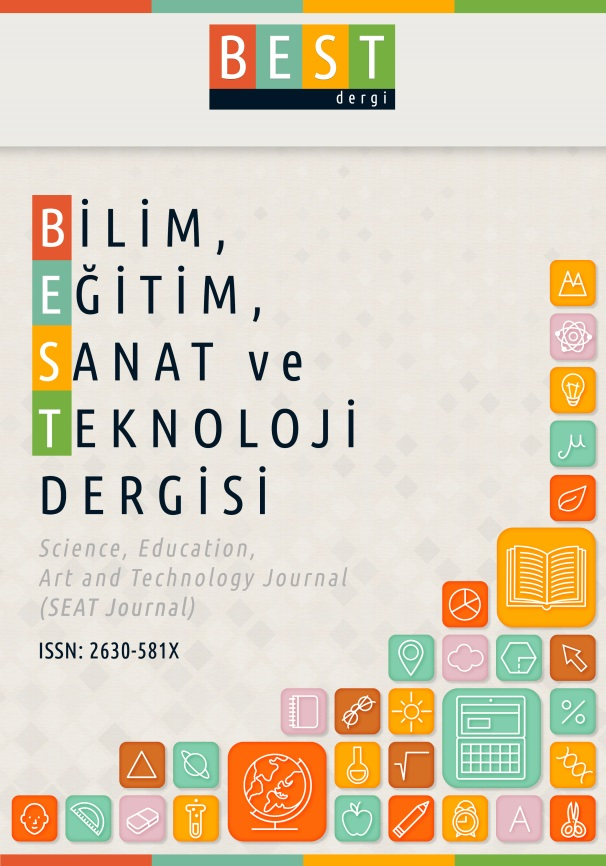 BEST
dergi
BİLİM,
EĞİTİM,
SANAT ve
TEKNOLOJİ
DERGİSİ
Science, Education,
Art and Technology Journal
(SEAT Journal)
ISSN: 2630-581X
AA
μ
%
√
A